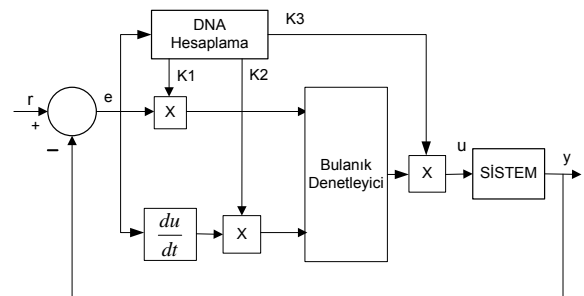 DNA
Hesaplama
K3
K1
K2
r
+
−
e
X
Bulanık
Denetleyici
X
u
SİSTEM
y
du
dt
X